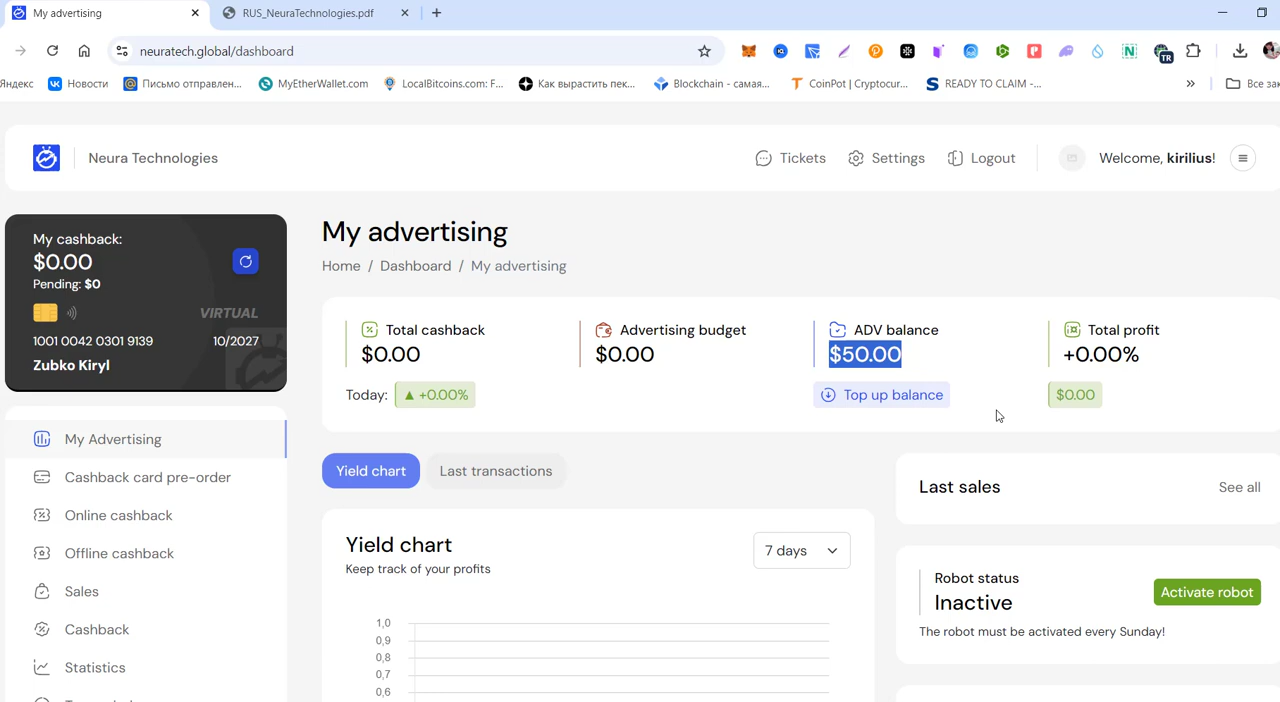 My advertising
RUS_NeuraTechnologies.pdf
neuratech.global/dashboard
TR
Яндекс
Новости
Письмо отправлен...
MyEtherWallet.com
LocalBitcoins.com: F...
Как вырастить пек...
Blockchain - самая...
CoinPot | Cryptocur...
READY TO CLAIM -...
»
Все за
Neura Technologies
Tickets
Settings
Logout
Welcome, kirilius!
My cashback:
$0.00
Pending: $0
VIRTUAL
1001 0042 0301 9139
10/2027
Zubko Kiryl
My Advertising
Cashback card pre-order
Online cashback
Offline cashback
Sales
Cashback
Statistics
My advertising
Home / Dashboard / My advertising
Total cashback
$0.00
Today: ▲ +0.00%
Advertising budget
$0.00
ADV balance
$50.00
Top up balance
Total profit
+0.00%
$0.00
Yield chart
Last transactions
Yield chart
Keep track of your profits
7 days
1,0
0,9
0,8
0,7
0,6
Last sales
See all
Robot status
Inactive
Activate robot
The robot must be activated every Sunday!